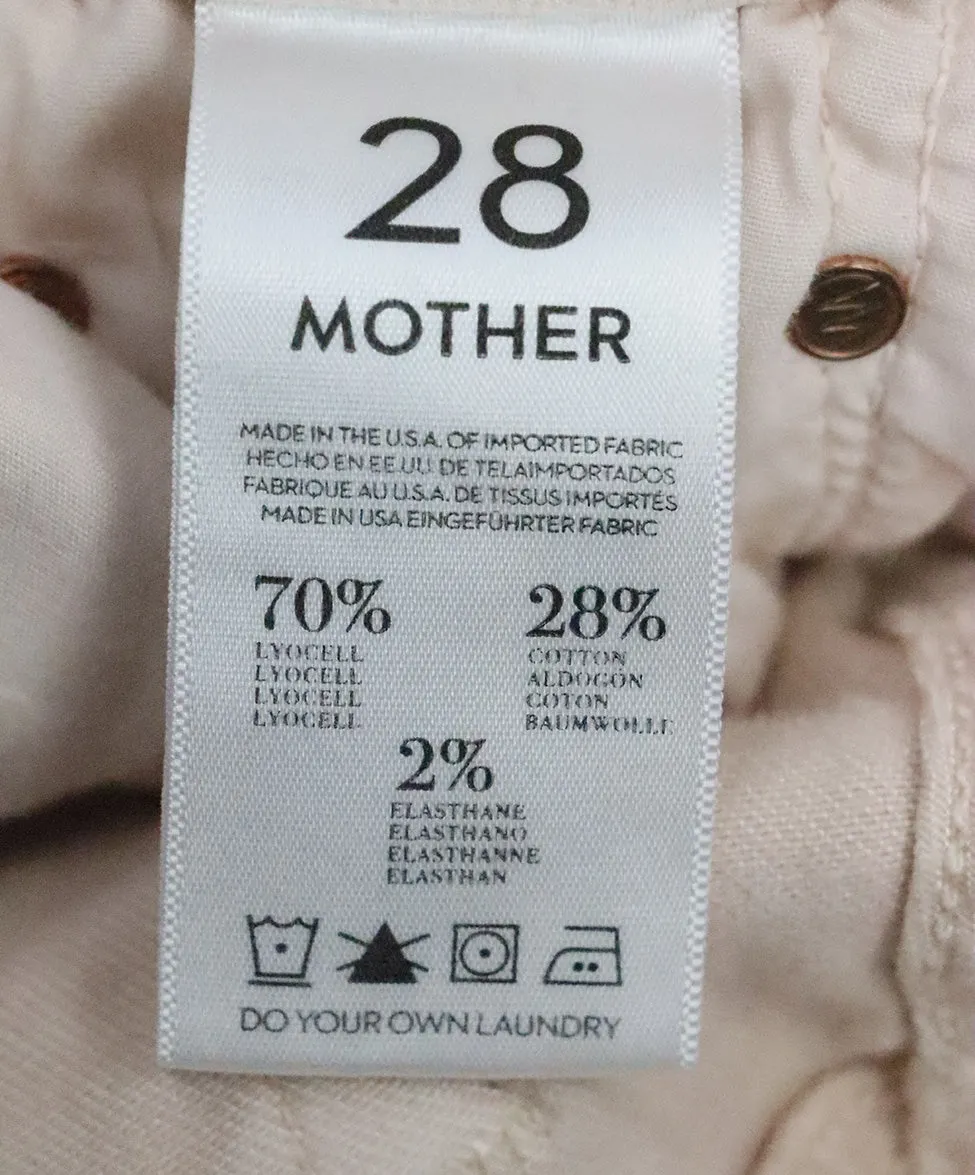 28
MOTHER
MADE IN THE U.S.A. OF IMPORTED FABRIC
HECHO EN EE.UU. DE TELAIMPORTADOS
FABRIQUE AU U.S.A. DE TISSUS IMPORTÉS
MADE IN USA EINGEFÜHRTER FABRIC
70%
LYOCELL
LYOCELL
LYOCELL
LYOCELL
28%
COTTON
ALDOGON
COTON
BAUMWOLLE
2%
ELASTHANE
ELASTHANO
ELASTHANNE
ELASTHAN
DO YOUR OWN LAUNDRY
M